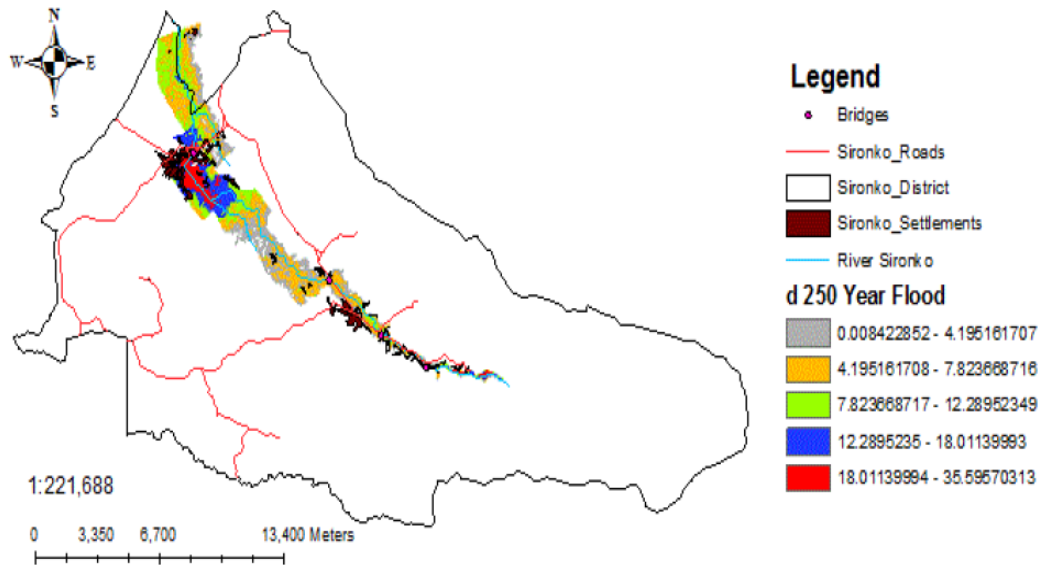 N
W E
S
Legend
Bridges
Sironko_Roads
Sironko_District
Sironko_Settlements
River Sironko
d 250 Year Flood
0.008422852 - 4.195161707
4.195161708 - 7.823668716
7.823668717 - 12.28952349
12.2895235 - 18.01139993
18.01139994 - 35.59570313
1:221,688
0 3,350 6,700 13,400 Meters